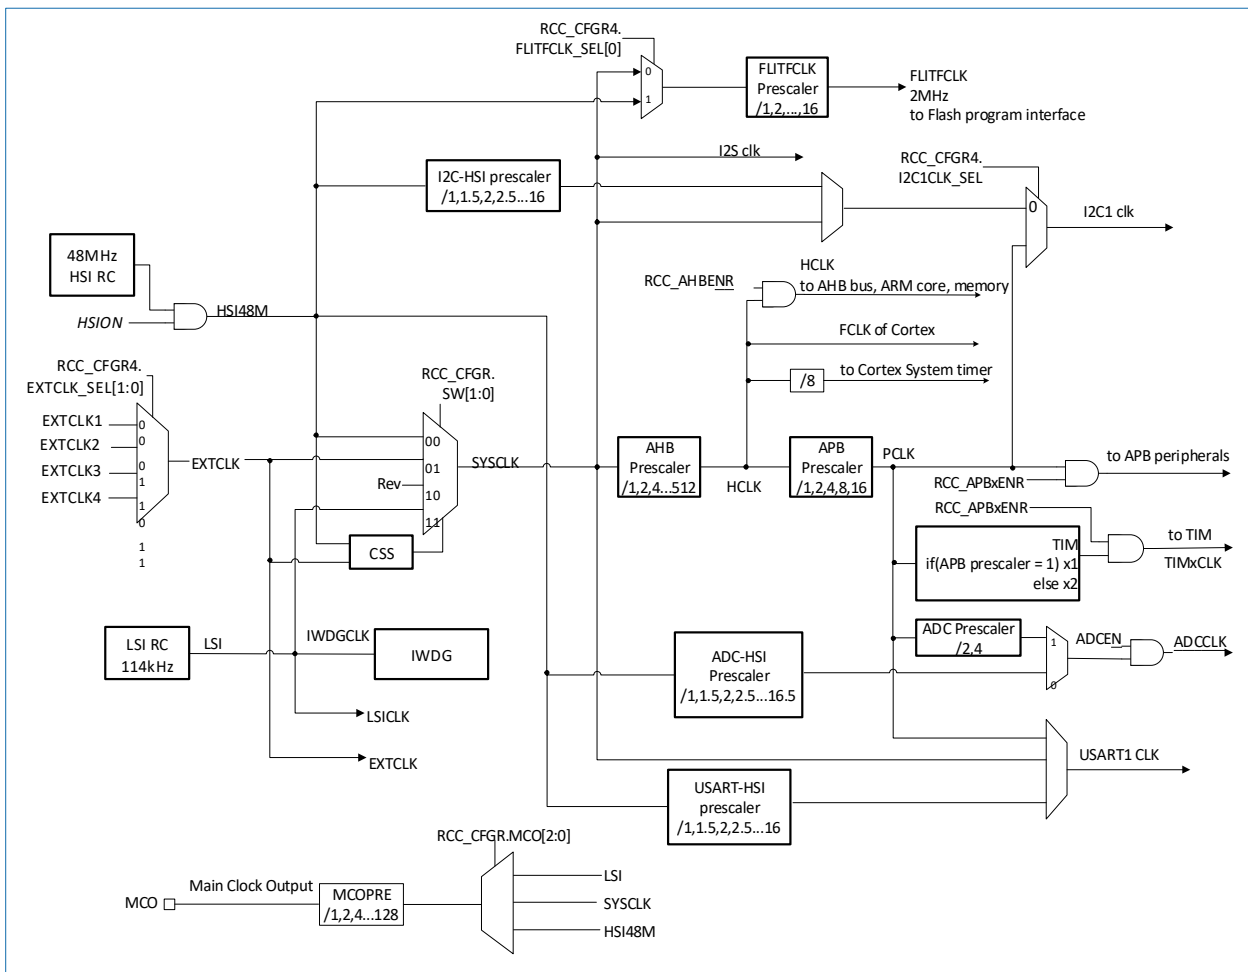 RCC_CFGR4.
FLITFCLK_SEL[0]
0
1
FLITFCLK
Prescaler
/1,2,...,16
FLITFCLK
2MHz
to Flash program interface
I2S clk
I2C-HSI prescaler
/1,1.5,2,2.5...16
RCC_CFGR4.
I2C1CLK_SEL
0
I2C1 clk
48MHz
HSI RC
HSION
HSI48M
RCC_AHBENR
HCLK
to AHB bus, ARM core, memory
FCLK of Cortex
/8
to Cortex System timer
RCC_CFGR4.
EXTCLK_SEL[1:0]
EXTCLK1
EXTCLK2
EXTCLK3
EXTCLK4
0
0
0
1
1
0
1
1
EXTCLK
RCC_CFGR.
SW[1:0]
00
01
Rev
10
11
SYSCLK
CSS
AHB
Prescaler
/1,2,4...512
HCLK
APB
Prescaler
/1,2,4,8,16
PCLK
RCC_APBxENR
to APB peripherals
RCC_APBxENR
TIM
if(APB prescaler = 1) x1
else x2
to TIM
TIMxCLK
LSI RC
114kHz
LSI
IWDGCLK
IWDG
LSICLK
EXTCLK
ADC Prescaler
/2,4
ADC-HSI
Prescaler
/1,1.5,2,2.5...16.5
1
0
ADCEN
ADCCLK
USART-HSI
prescaler
/1,1.5,2,2.5...16
USART1 CLK
RCC_CFGR.MCO[2:0]
MCO
Main Clock Output
MCOPRE
/1,2,4...128
LSI
SYSCLK
HSI48M